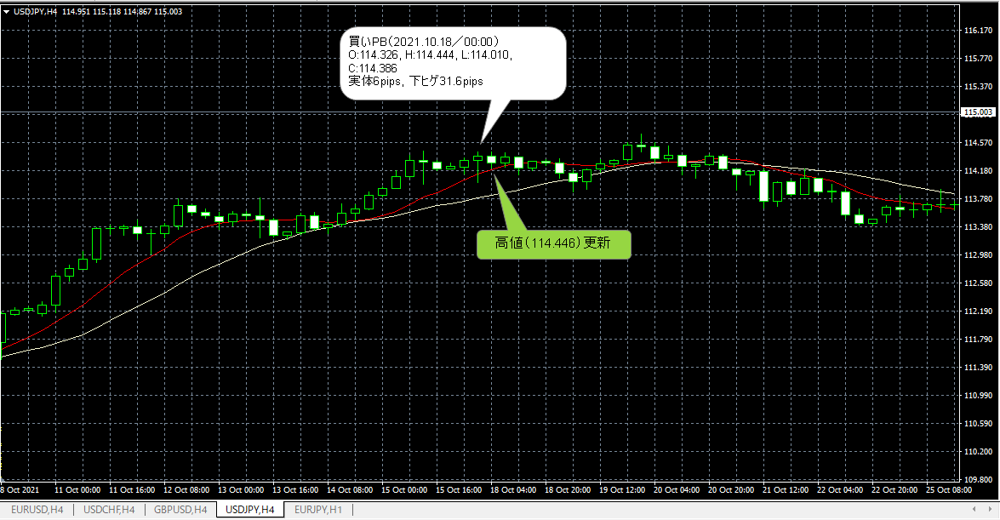 USDJPY,H4 114.951 115.118 114.867 115.003
買いPB(2021.10.18/00:00)
O:114.326, H:114.444, L:114.010,
C:114.386
実体6pips, 下ヒゲ31.6pips
高値(114.446)更新
116.170
115.770
115.370
115.003
114.570
114.180
113.780
113.380
112.980
112.580
112.190
111.790
111.390
110.990
110.590
110.200
109.800
8 Oct 2021 11 Oct 00:00 11 Oct 16:00 12 Oct 08:00 13 Oct 00:00 13 Oct 16:00 14 Oct 08:00 15 Oct 00:00 15 Oct 16:00 18 Oct 04:00 18 Oct 20:00 19 Oct 12:00 20 Oct 04:00 20 Oct 20:00 21 Oct 12:00 22 Oct 04:00 22 Oct 20:00 25 Oct 08:00
EURUSD,H4 USDCHF,H4 GBPUSD,H4 USDJPY,H4 EURJPY,H1